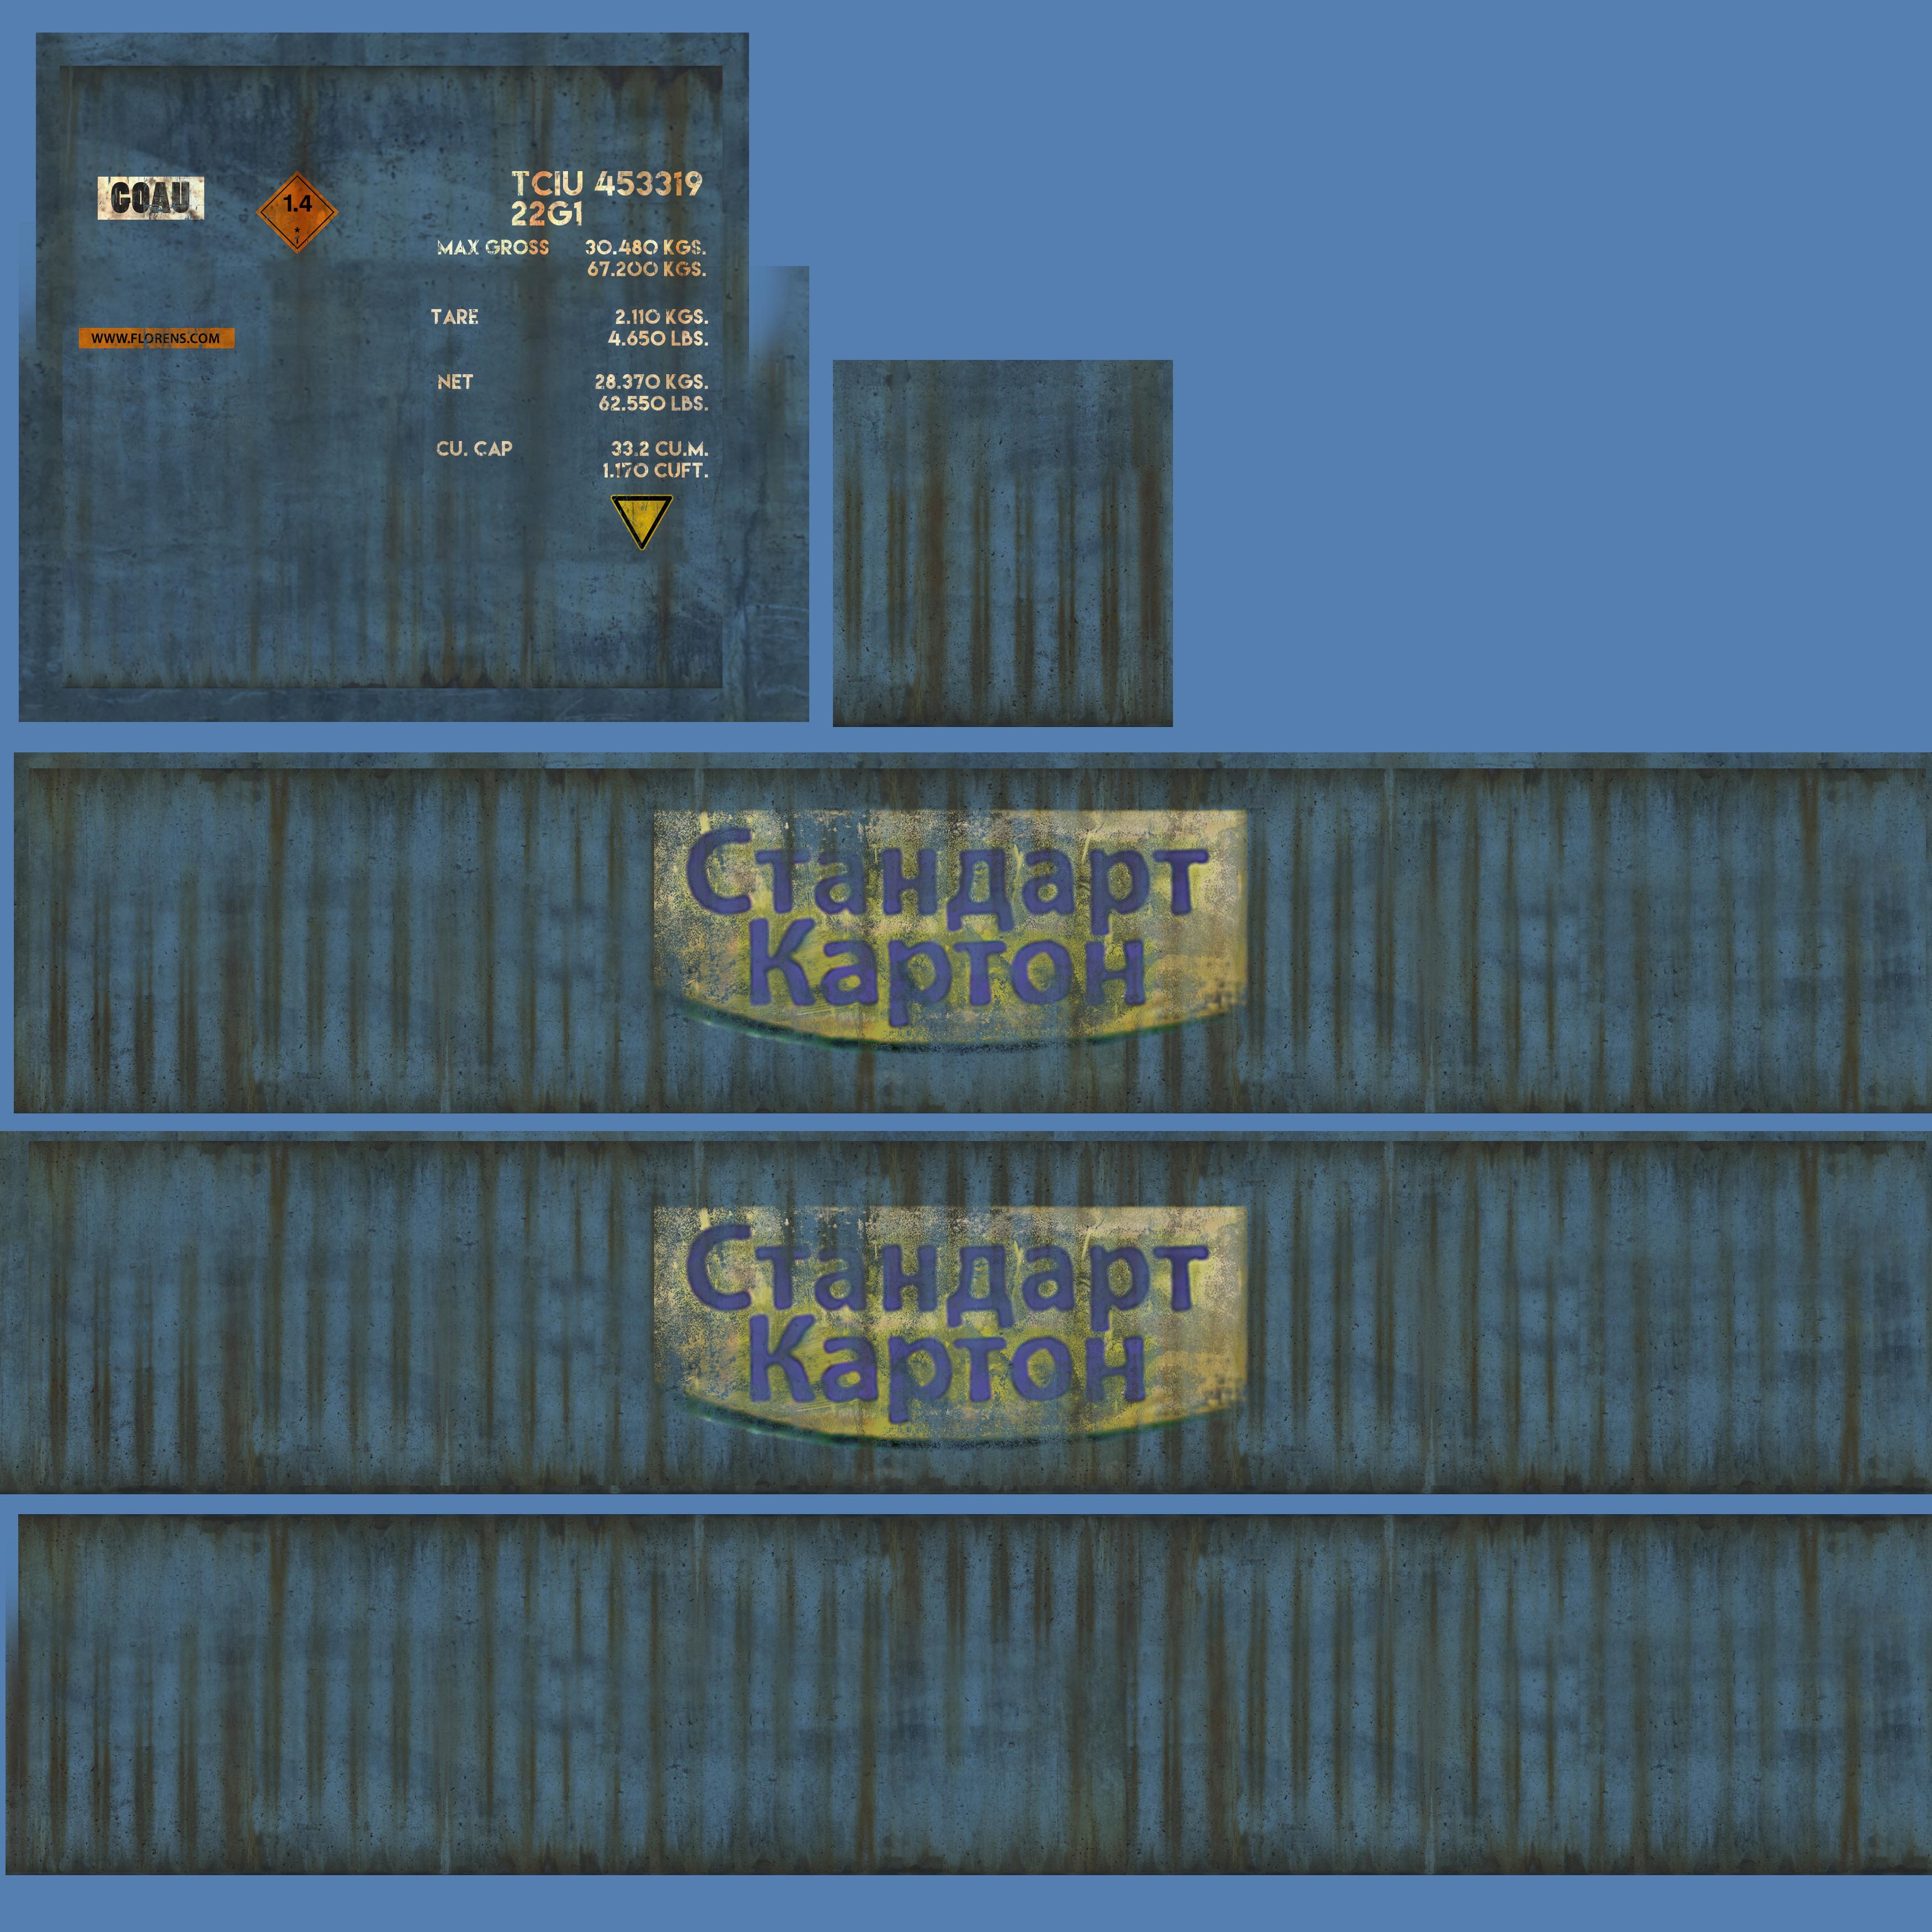 GOAU
1.4
TCIU 453319
22G1
MAX GROSS 30.480 KGS.
67.200 KGS.
WWW.FLORENS.COM
TARE 2.110 KGS.
4.650 LBS.
NET 28.370 KGS.
62.550 LBS.
CU. CAP 33.2 CU.M.
1.170 CUFT.
Стандарт
Картон
Стандарт
Картон